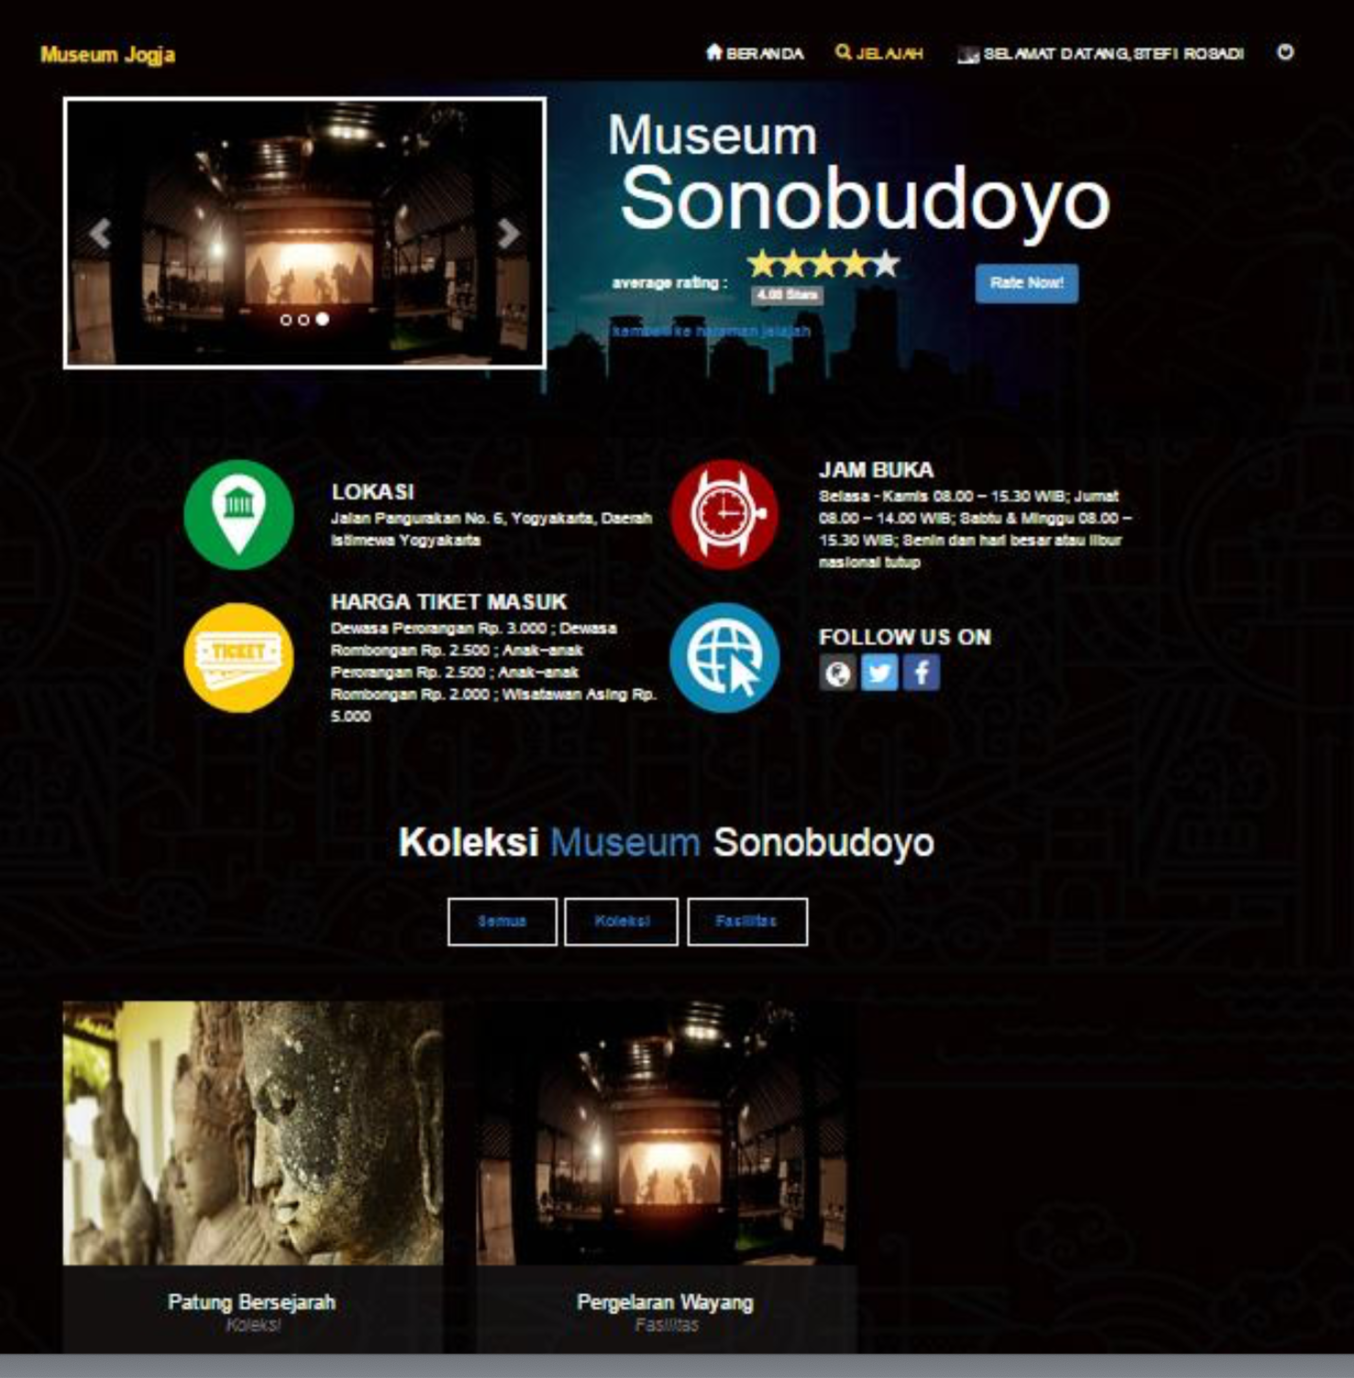 Museum Jogja
BERANDA
JELAJAH
SELAMAT DATANG, STEFI ROSADI
Museum
Sonobudoyo
average rating :
Stars
Rate Now!
kembali ke halaman jelajah
LOKASI
Jalan Pangurakan No. 6, Yogyakarta, Daerah
Istimewa Yogyakarta
JAM BUKA
Selasa - Kamis 08.00 – 15.30 WIB; Jumat
08.00 – 14.00 WIB; Sabtu & Minggu 08.00 –
15.30 WIB; Senin dan hari besar atau libur
nasional tutup
TICKET
HARGA TIKET MASUK
Dewasa Perorangan Rp. 3.000 ; Dewasa
Rombongan Rp. 2.500 ; Anak–anak
Perorangan Rp. 2.500 ; Anak–anak
Rombongan Rp. 2.000 ; Wisatawan Asing Rp.
5.000
FOLLOW US ON
Koleksi Museum Sonobudoyo
Semua
Koleksi
Fasilitas
Patung Bersejarah
Koleksi
Pergelaran Wayang
Fasilitas